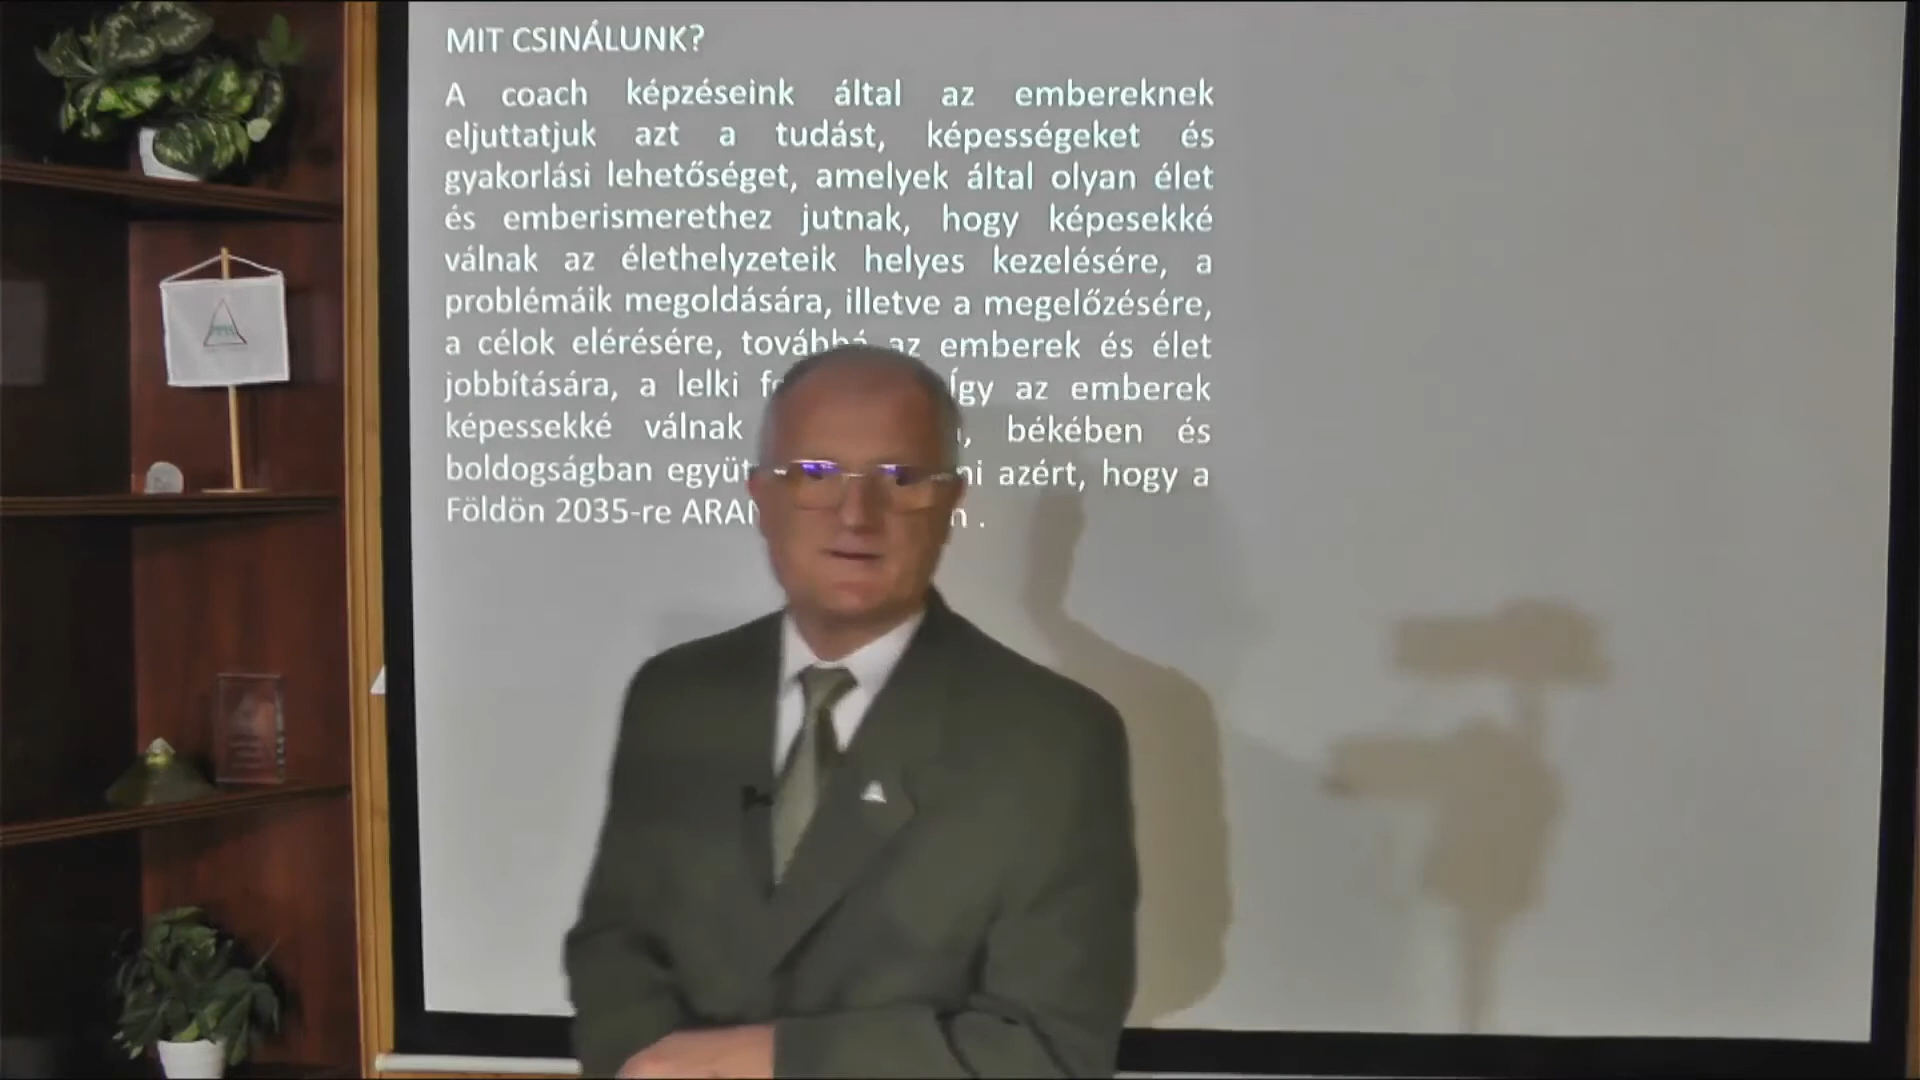 MIT CSINÁLUNK?
A coach képzéseink által az embereknek
eljuttatjuk azt a tudást, képességeket és
gyakorlási lehetőséget, amelyek által olyan élet
és emberismerethez jutnak, hogy képesekké
válnak az élethelyzeteik helyes kezelésére, a
problémáik megoldására, illetve a megelőzésére,
a célok elérésére, továbbá az emberek és élet
jobbítására, a lelki Így az emberek
képessekké válnak békében és
boldogságban azért, hogy a
Földön 2035-re